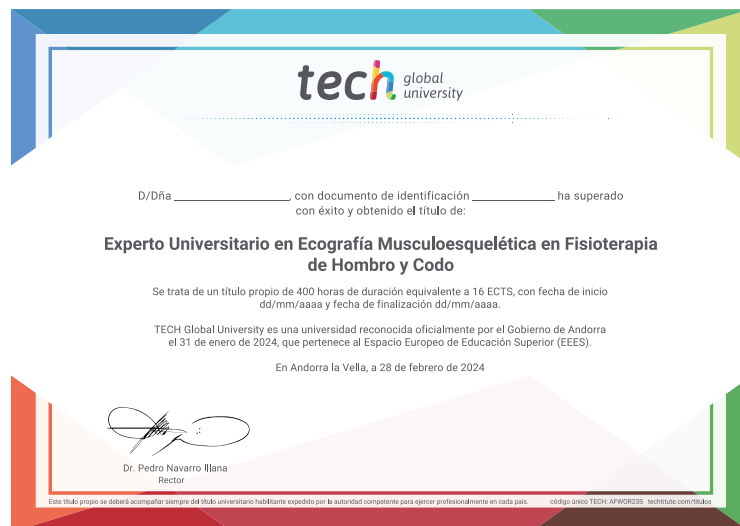 tech global university
D/Dña ______________, con documento de identificación ______________ ha superado
con éxito y obtenido el título de:
Experto Universitario en Ecografía Musculoesquelética en Fisioterapia
de Hombro y Codo
Se trata de un título propio de 400 horas de duración equivalente a 16 ECTS, con fecha de inicio
dd/mm/aaaa y fecha de finalización dd/mm/aaaa.
TECH Global University es una universidad reconocida oficialmente por el Gobierno de Andorra
el 31 de enero de 2024, que pertenece al Espacio Europeo de Educación Superior (EEES).
En Andorra la Vella, a 28 de febrero de 2024
Dr. Pedro Navarro Illana
Rector
Este título propio se deberá acompañar siempre del título universitario habilitante expedido por la autoridad competente para ejercer profesionalmente en cada país. código único TECH: AFWOR23S techtitute.com/titulos